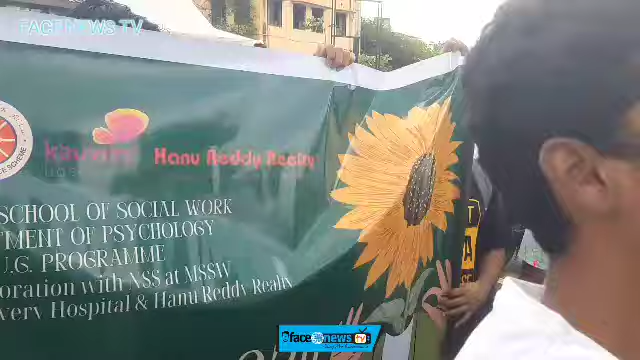 FACE NEWS TV
kauvery
Hanu Reddy Realty
SCHOOL OF SOCIAL WORK
TMENT OF PSYCHOLOGY
U.G. PROGRAMME
oration with NSS at MSSW
very Hospital & Hanu Reddy Realty
face news tv